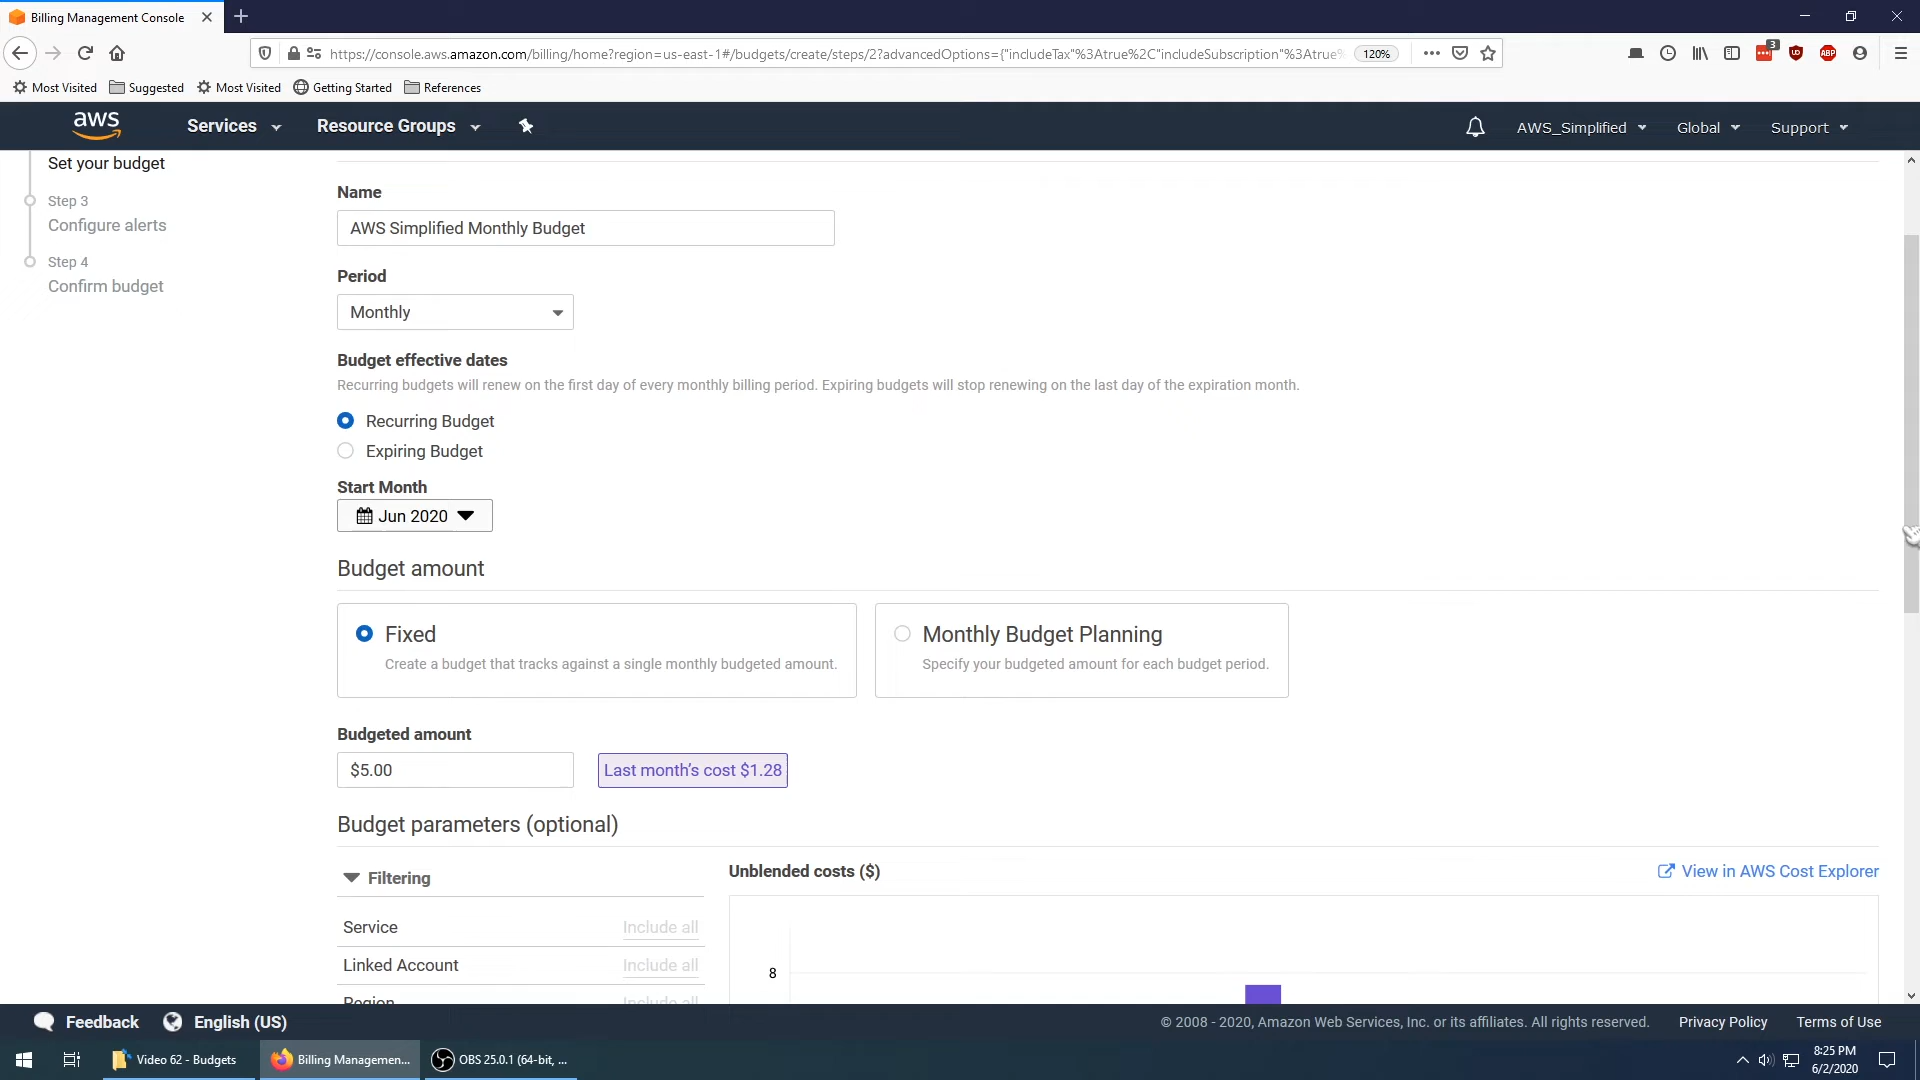 Billing Management Console
https://console.aws.amazon.com/billing/home?region=us-east-1#/budgets/create/steps/2?advancedOptions={"includeTax"%3Atrue%2C"includeSubscription"%3Atrue%
120%
3
ABP
Most Visited
Suggested
Most Visited
Getting Started
References
aws
Services
Resource Groups
AWS_Simplified
Global
Support
Set your budget
Step 3
Configure alerts
Step 4
Confirm budget
Name
AWS Simplified Monthly Budget
Period
Monthly
Budget effective dates
Recurring budgets will renew on the first day of every monthly billing period. Expiring budgets will stop renewing on the last day of the expiration month.
Recurring Budget
Expiring Budget
Start Month
Jun 2020
Budget amount
Fixed
Create a budget that tracks against a single monthly budgeted amount.
Monthly Budget Planning
Specify your budgeted amount for each budget period.
Budgeted amount
$5.00
Last month’s cost $1.28
Budget parameters (optional)
Filtering
Service
Include all
Linked Account
Include all
Region
Include all
Unblended costs ($)
View in AWS Cost Explorer
8
Feedback
English (US)
© 2008 - 2020, Amazon Web Services, Inc. or its affiliates. All rights reserved.
Privacy Policy
Terms of Use
Video 62 - Budgets
Billing Managemen...
OBS 25.0.1 (64-bit, ...
8:25 PM
6/2/2020